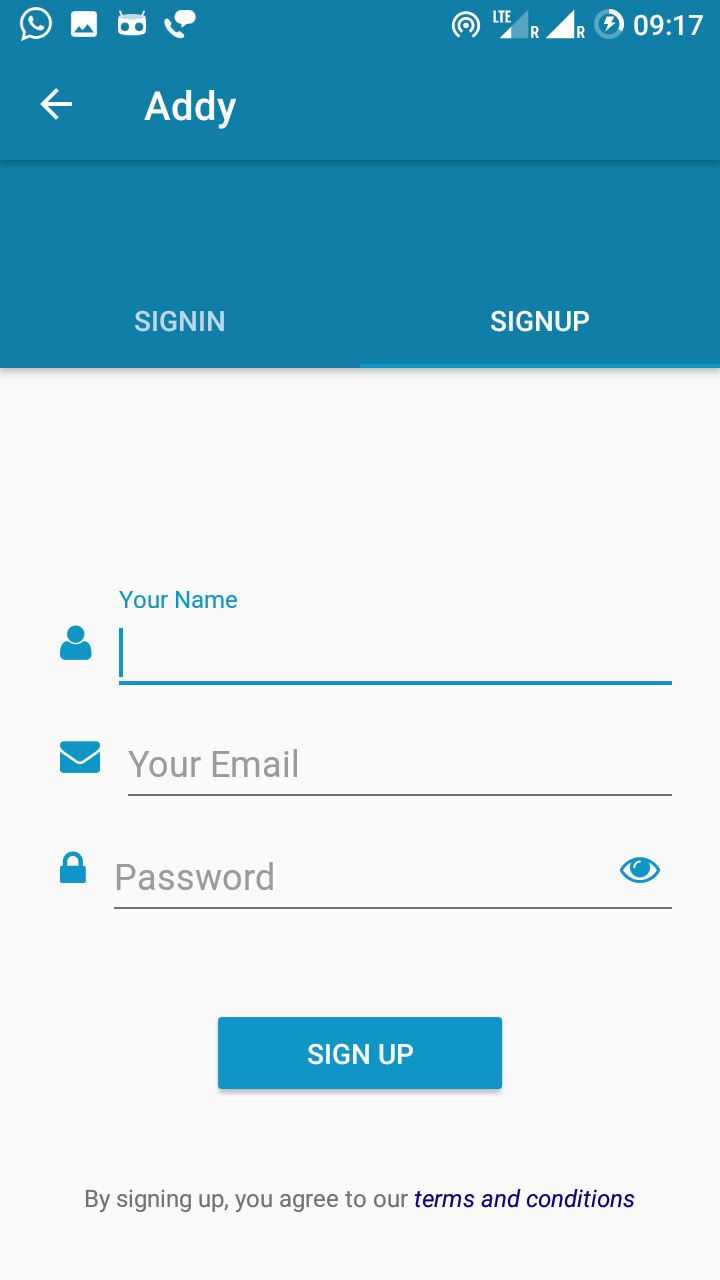 LTE R R 09:17
Addy
SIGNIN SIGNUP
Your Name
Your Email
Password
SIGN UP
By signing up, you agree to our terms and conditions